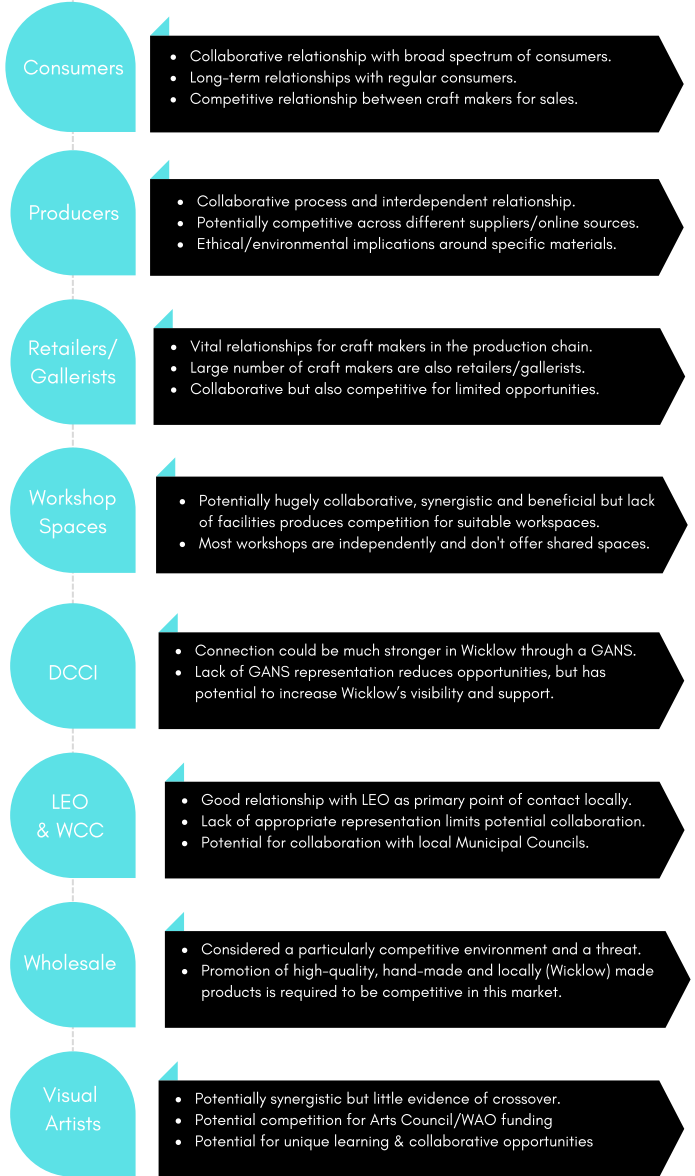 Consumers
• Collaborative relationship with broad spectrum of consumers.
• Long-term relationships with regular consumers.
• Competitive relationship between craft makers for sales.
Producers
• Collaborative process and interdependent relationship.
• Potentially competitive across different suppliers/online sources.
• Ethical/environmental implications around specific materials.
Retailers/
Gallerists
• Vital relationships for craft makers in the production chain.
• Large number of craft makers are also retailers/gallerists.
• Collaborative but also competitive for limited opportunities.
Workshop
Spaces
• Potentially hugely collaborative, synergistic and beneficial but lack
of facilities produces competition for suitable workspaces.
• Most workshops are independently and don't offer shared spaces.
DCCI
• Connection could be much stronger in Wicklow through a GANS.
• Lack of GANS representation reduces opportunities, but has
potential to increase Wicklow's visibility and support.
LEO
& WCC
• Good relationship with LEO as primary point of contact locally.
• Lack of appropriate representation limits potential collaboration.
• Potential for collaboration with local Municipal Councils.
Wholesale
• Considered a particularly competitive environment and a threat.
• Promotion of high-quality, hand-made and locally (Wicklow) made
products is required to be competitive in this market.
Visual
Artists
• Potentially synergistic but little evidence of crossover.
• Potential competition for Arts Council/WAO funding
• Potential for unique learning & collaborative opportunities